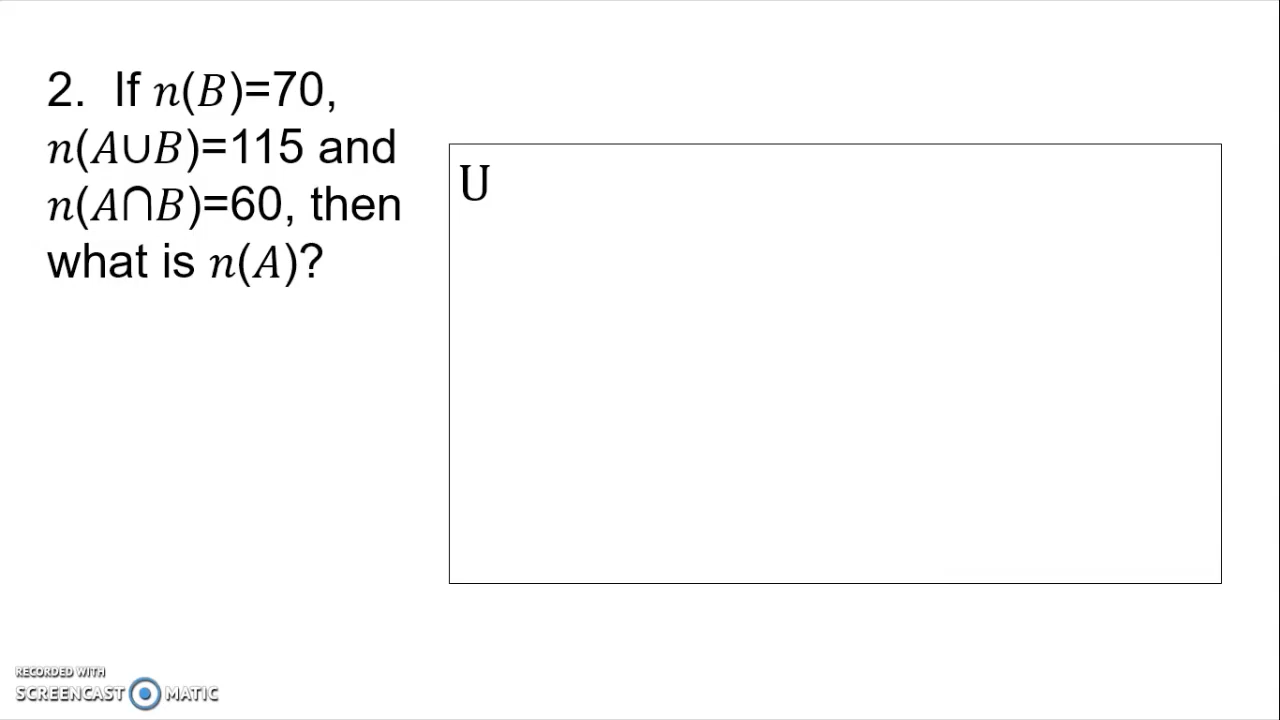 2. If n(B)=70,
n(A∪B)=115 and
n(A∩B)=60, then
what is n(A)?
U
RECORDED WITH
SCREENCAST MATIC